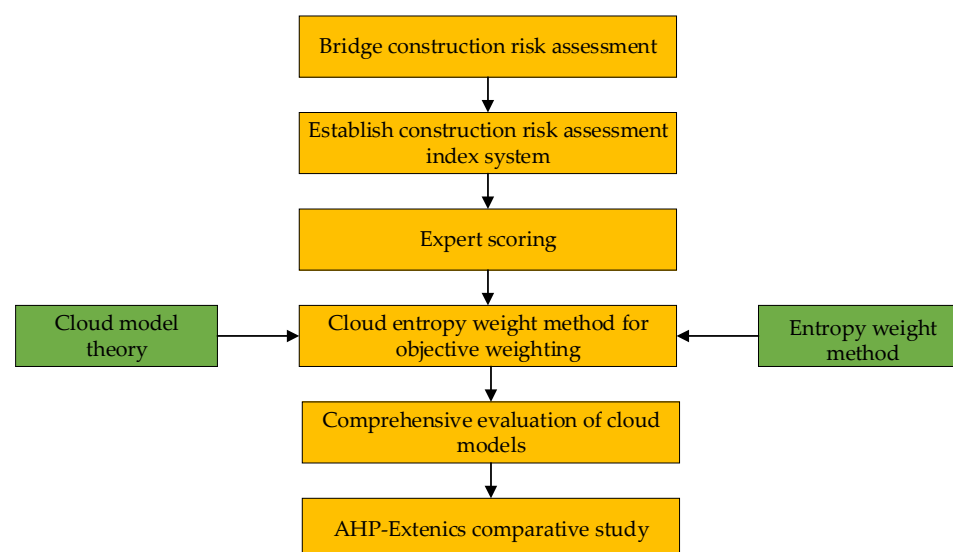 Bridge construction risk assessment
Establish construction risk assessment
index system
Expert scoring
Cloud model
theory
Cloud entropy weight method for
objective weighting
Entropy weight
method
Comprehensive evaluation of cloud
models
AHP-Extenics comparative study